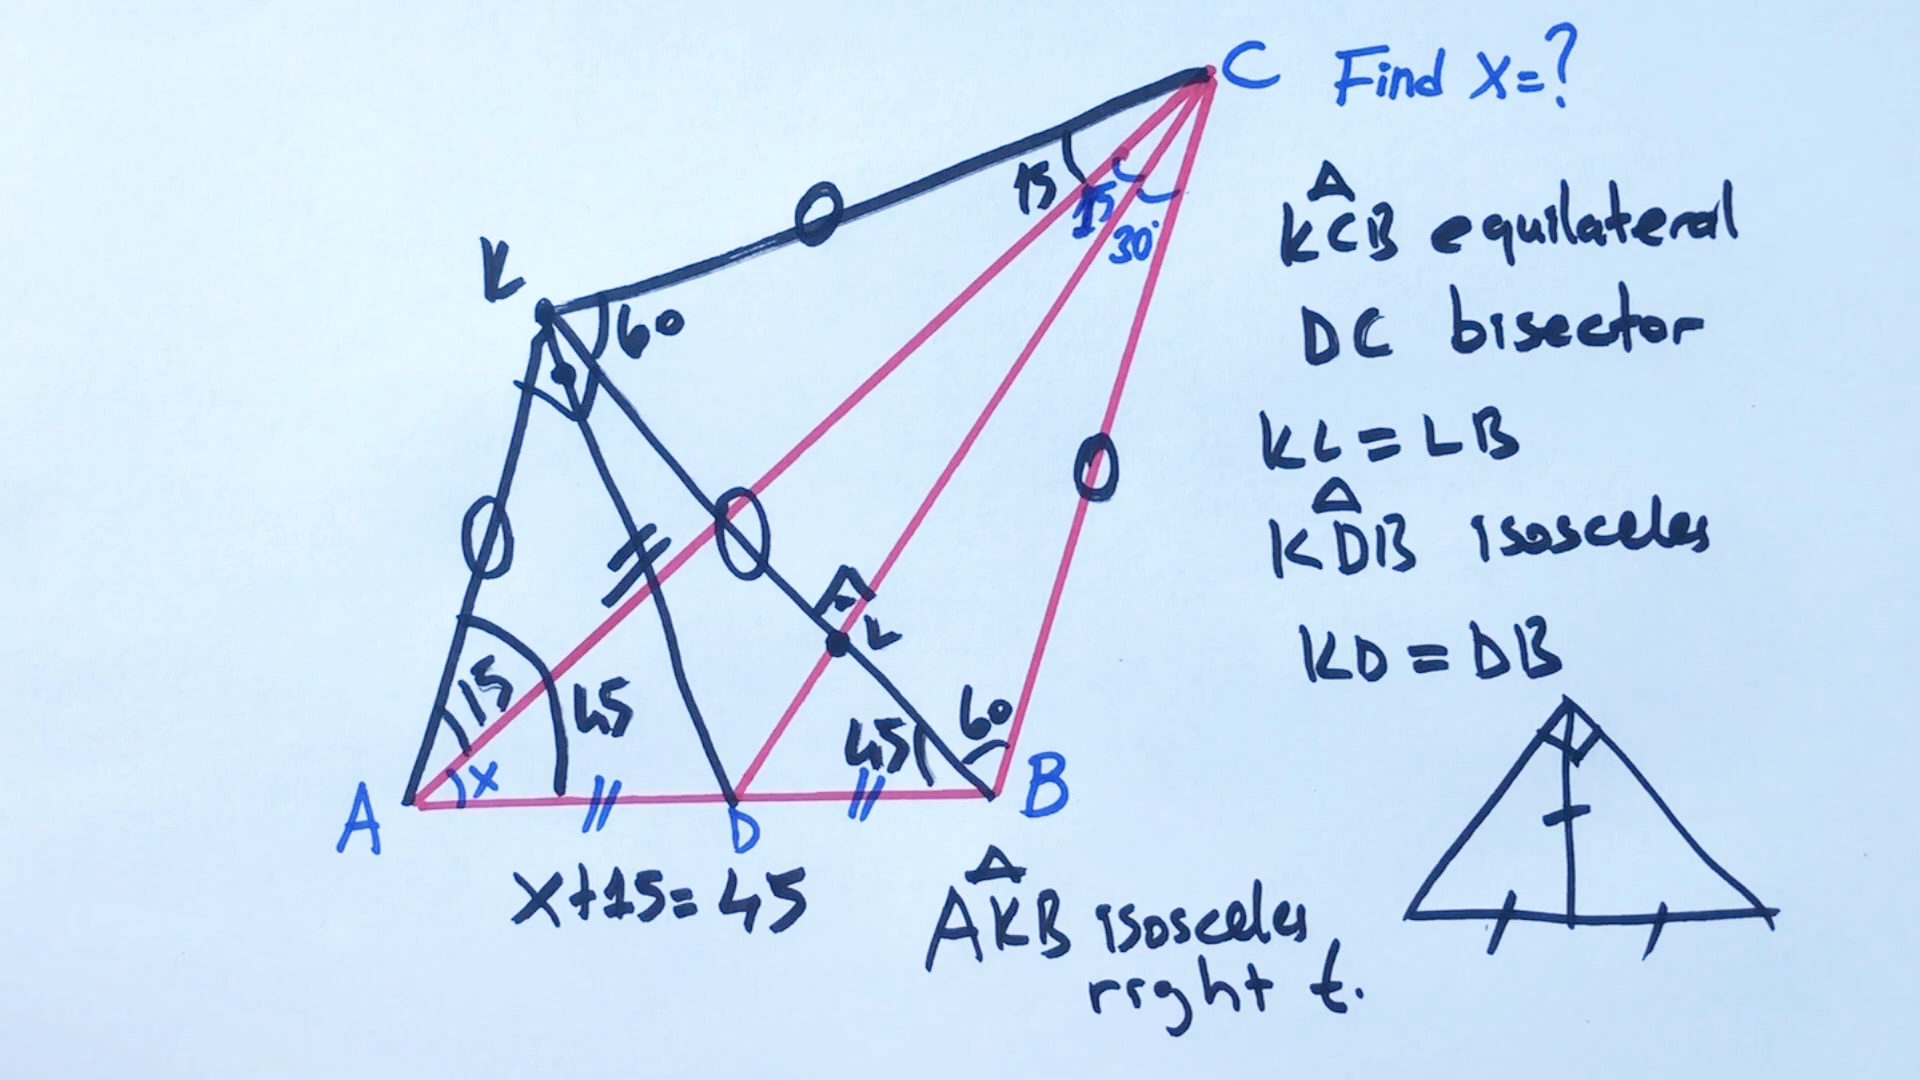 C Find X=?
15 15 30°
K
60
KCB equilateral
DC bisector
KL=LB
L
KDB isosceles
KD=DB
15 45 45 60
A x D B
x+15=45
AKB isosceles
right t.